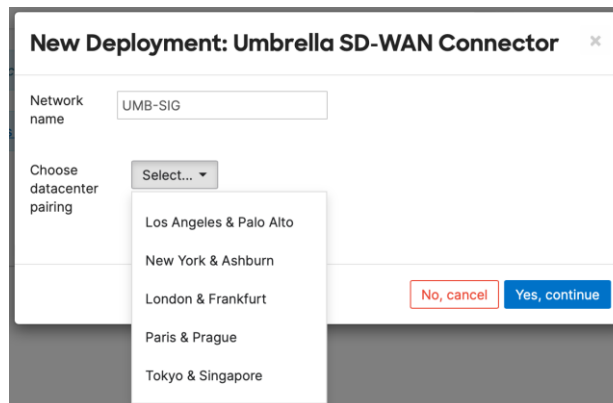 New Deployment: Umbrella SD-WAN Connector ×
Network
name
UMB-SIG
Choose
datacenter
pairing
Select...
Los Angeles & Palo Alto
New York & Ashburn
London & Frankfurt
Paris & Prague
Tokyo & Singapore
No, cancel
Yes, continue